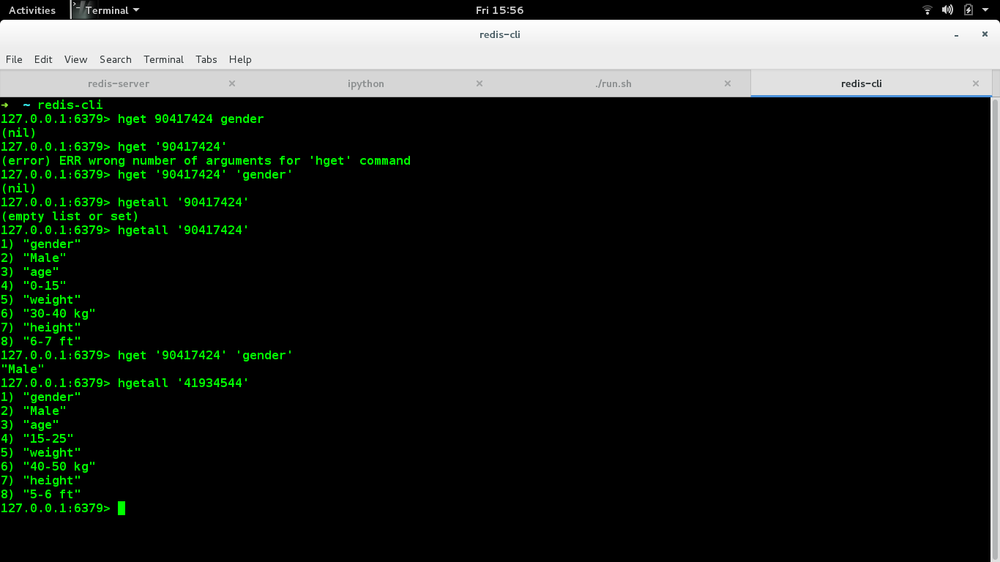 Activities Terminal Fri 15:56
redis-cli
File Edit View Search Terminal Tabs Help
redis-server ipython ./run.sh redis-cli
➜ ~ redis-cli
127.0.0.1:6379> hget 90417424 gender
(nil)
127.0.0.1:6379> hget '90417424'
(error) ERR wrong number of arguments for 'hget' command
127.0.0.1:6379> hget '90417424' 'gender'
(nil)
127.0.0.1:6379> hgetall '90417424'
(empty list or set)
127.0.0.1:6379> hgetall '90417424'
1) "gender"
2) "Male"
3) "age"
4) "0-15"
5) "weight"
6) "30-40 kg"
7) "height"
8) "6-7 ft"
127.0.0.1:6379> hget '90417424' 'gender'
"Male"
127.0.0.1:6379> hgetall '41934544'
1) "gender"
2) "Male"
3) "age"
4) "15-25"
5) "weight"
6) "40-50 kg"
7) "height"
8) "5-6 ft"
127.0.0.1:6379>